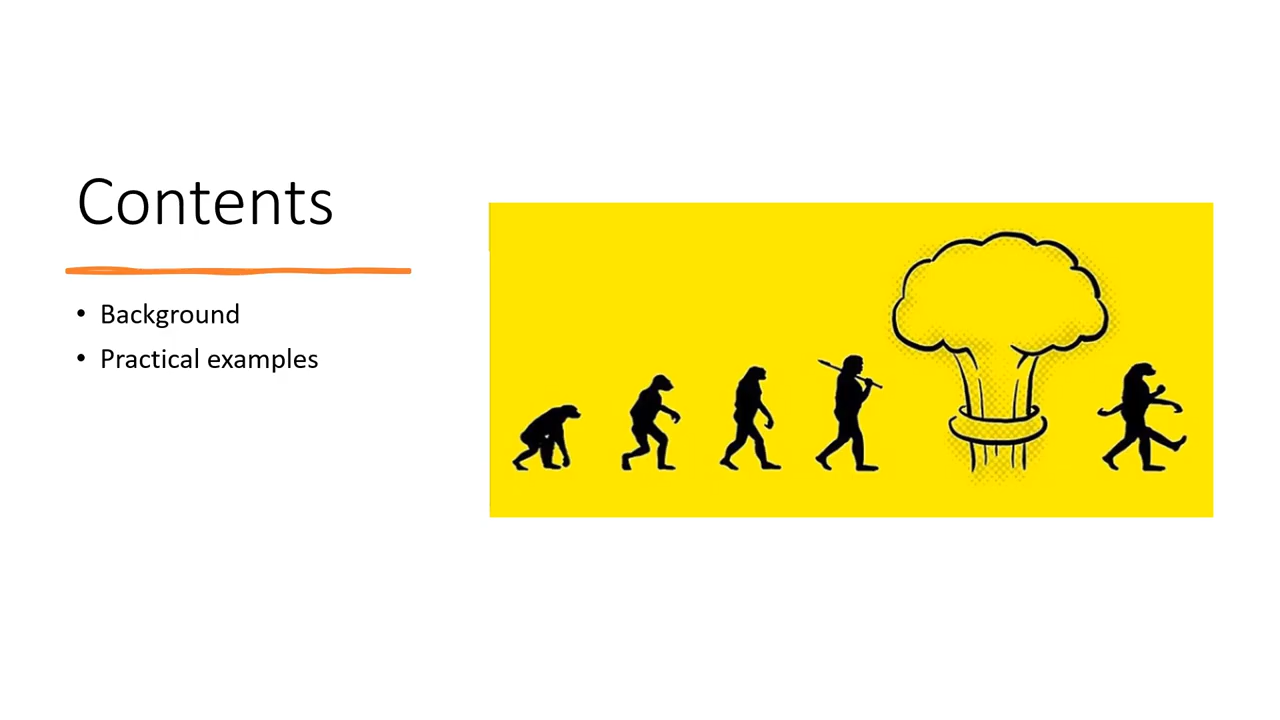 Contents
• Background
• Practical examples